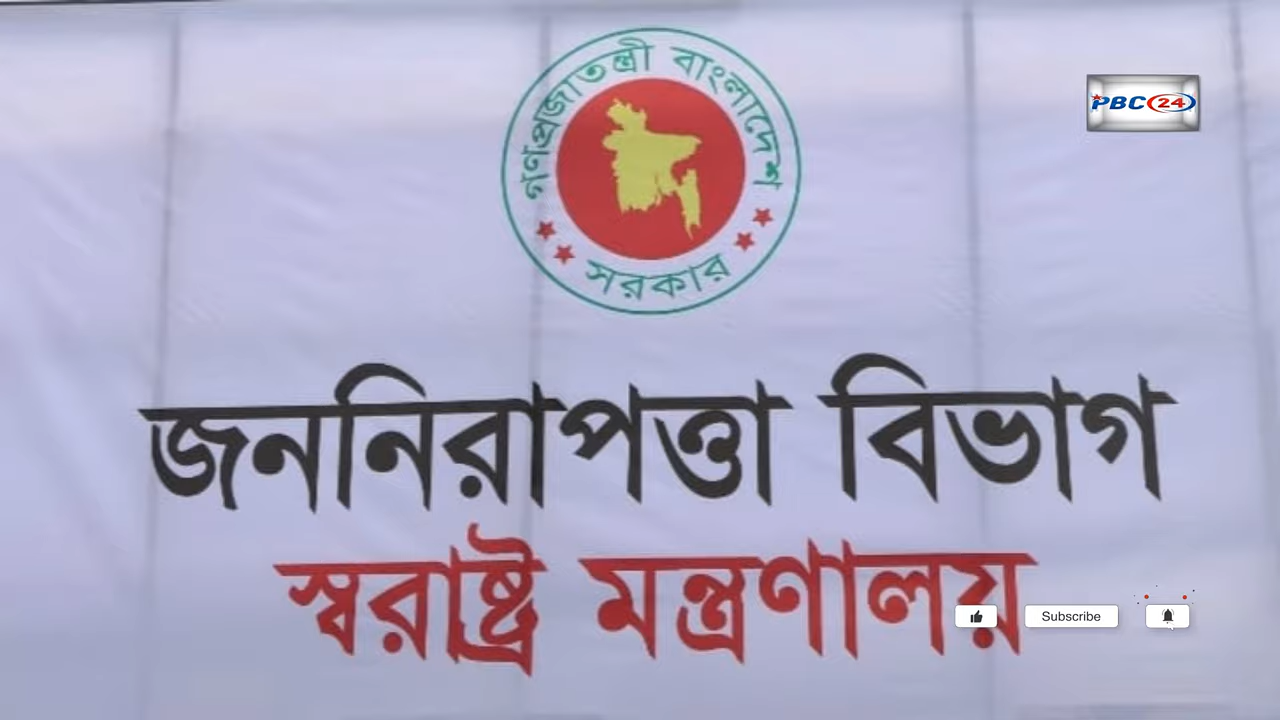 গণপ্রজাতন্ত্রী বাংলাদেশ
সরকার
PBC 24
জননিরাপত্তা বিভাগ
স্বরাষ্ট্র মন্ত্রণালয়
Subscribe